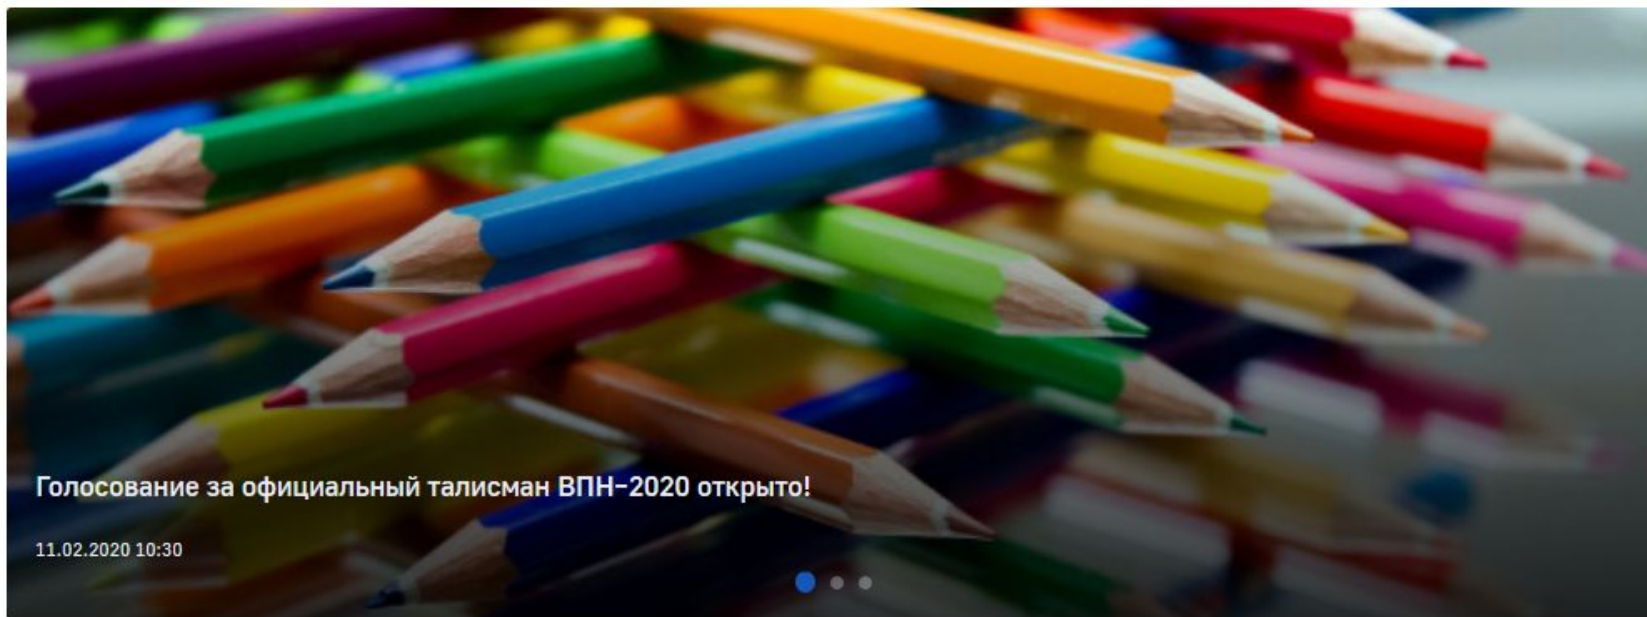 Голосование за официальный талисман ВПН-2020 открыто!
11.02.2020 10:30